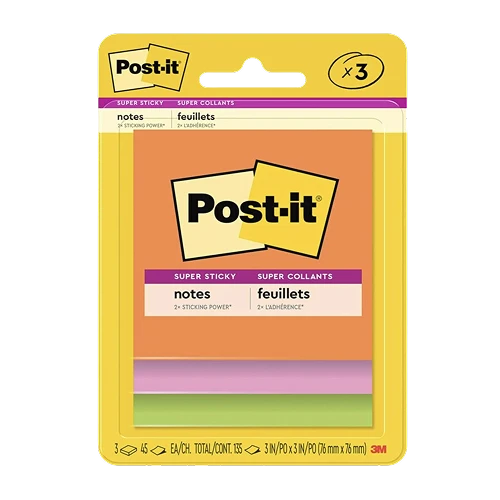 Post-it®
x3
SUPER STICKY SUPER COLLANTS
notes feuillets
2x STICKING POWER* 2x L'ADHÉRENCE*
Post-it®
SUPER STICKY SUPER COLLANTS
notes feuillets
2x STICKING POWER* 2x L'ADHÉRENCE*
3 45 EA/CH. TOTAL/CONT. 135 3 IN/PO x 3 IN/PO (76 mm x 76 mm) 3M